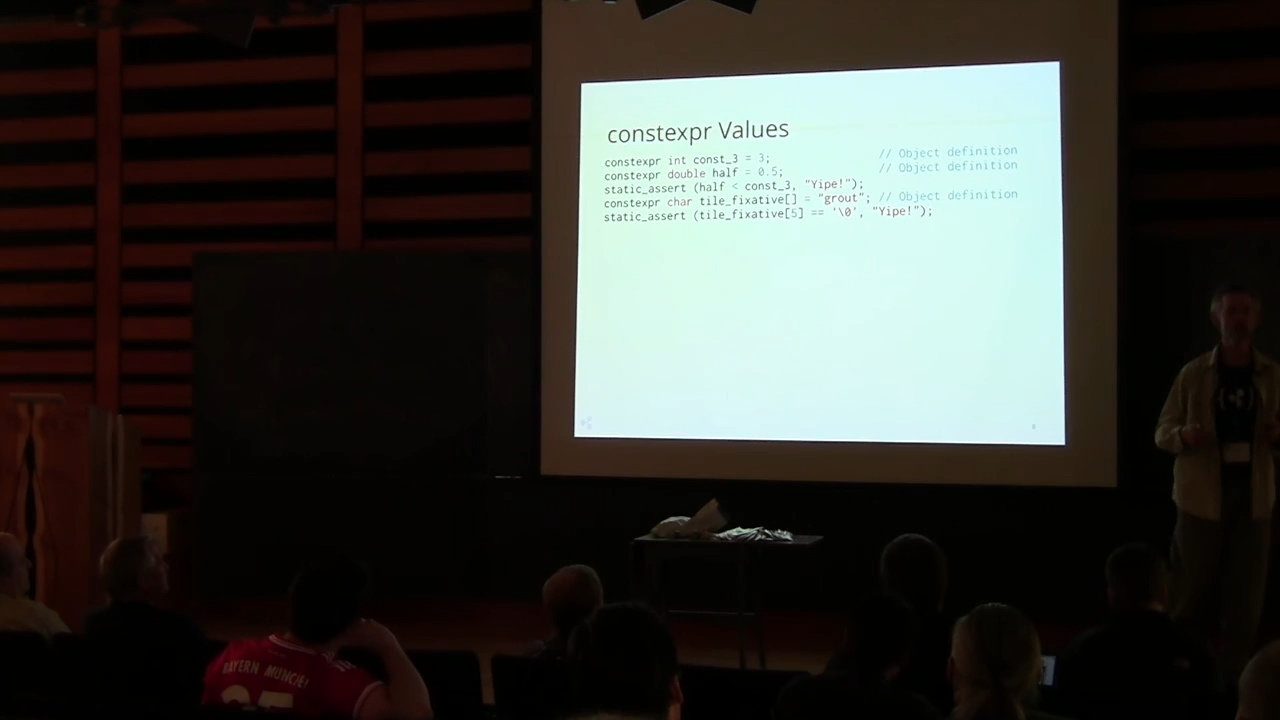 constexpr Values
constexpr int const_3 = 3; // Object definition
constexpr double half = 0.5; // Object definition
static_assert (half < const_3, "Yipe!");
constexpr char tile_fixative[] = "grout"; // Object definition
static_assert (tile_fixative[5] == '\0', "Yipe!");
BAYERN MÜNCHE